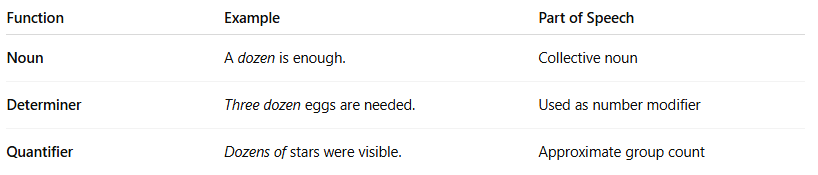 Function Example Part of Speech
Noun A dozen is enough. Collective noun
Determiner Three dozen eggs are needed. Used as number modifier
Quantifier Dozens of stars were visible. Approximate group count